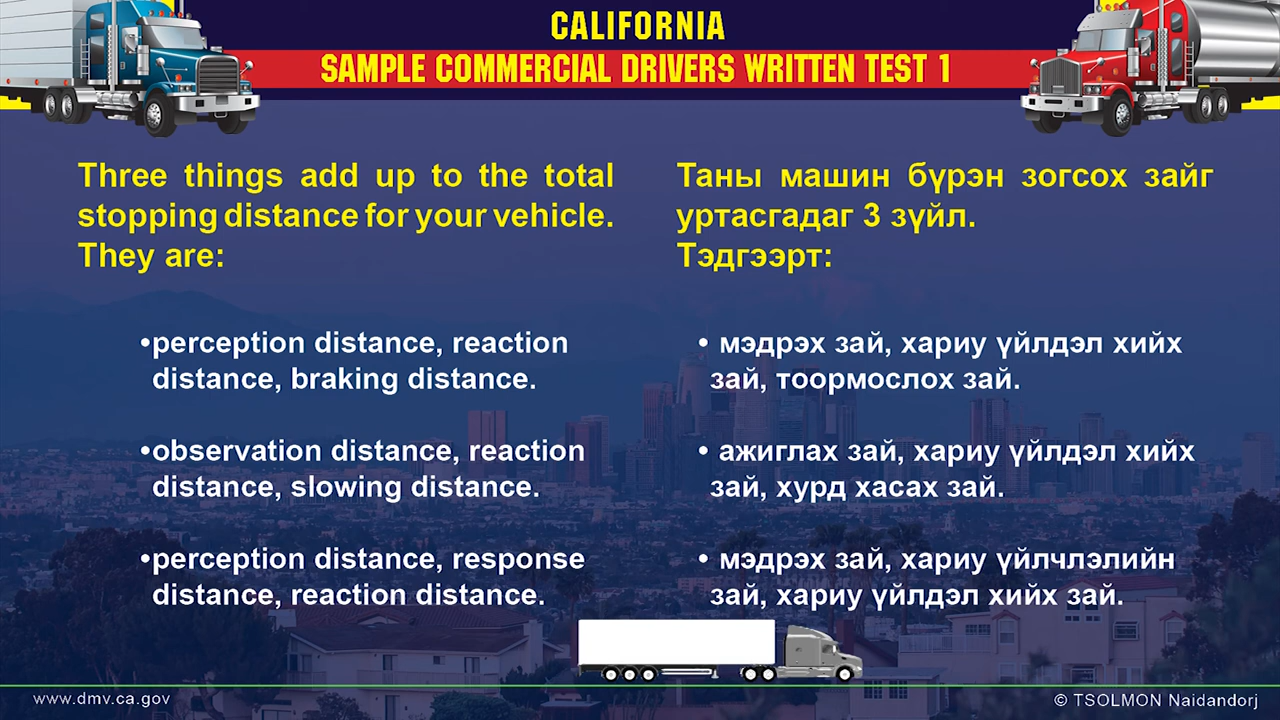 CALIFORNIA
SAMPLE COMMERCIAL DRIVERS WRITTEN TEST 1
Three things add up to the total
stopping distance for your vehicle.
They are:
•perception distance, reaction
distance, braking distance.
•observation distance, reaction
distance, slowing distance.
•perception distance, response
distance, reaction distance.
Таны машин бүрэн зогсох зайг
уртасгадаг 3 зүйл.
Тэдгээрт:
• мэдрэх зай, хариу үйлдэл хийх
зай, тоормослох зай.
• ажиглах зай, хариу үйлдэл хийх
зай, хурд хасах зай.
• мэдрэх зай, хариу үйлчлэлийн
зай, хариу үйлдэл хийх зай.
www.dmv.ca.gov
© TSOLMON Naidandorj